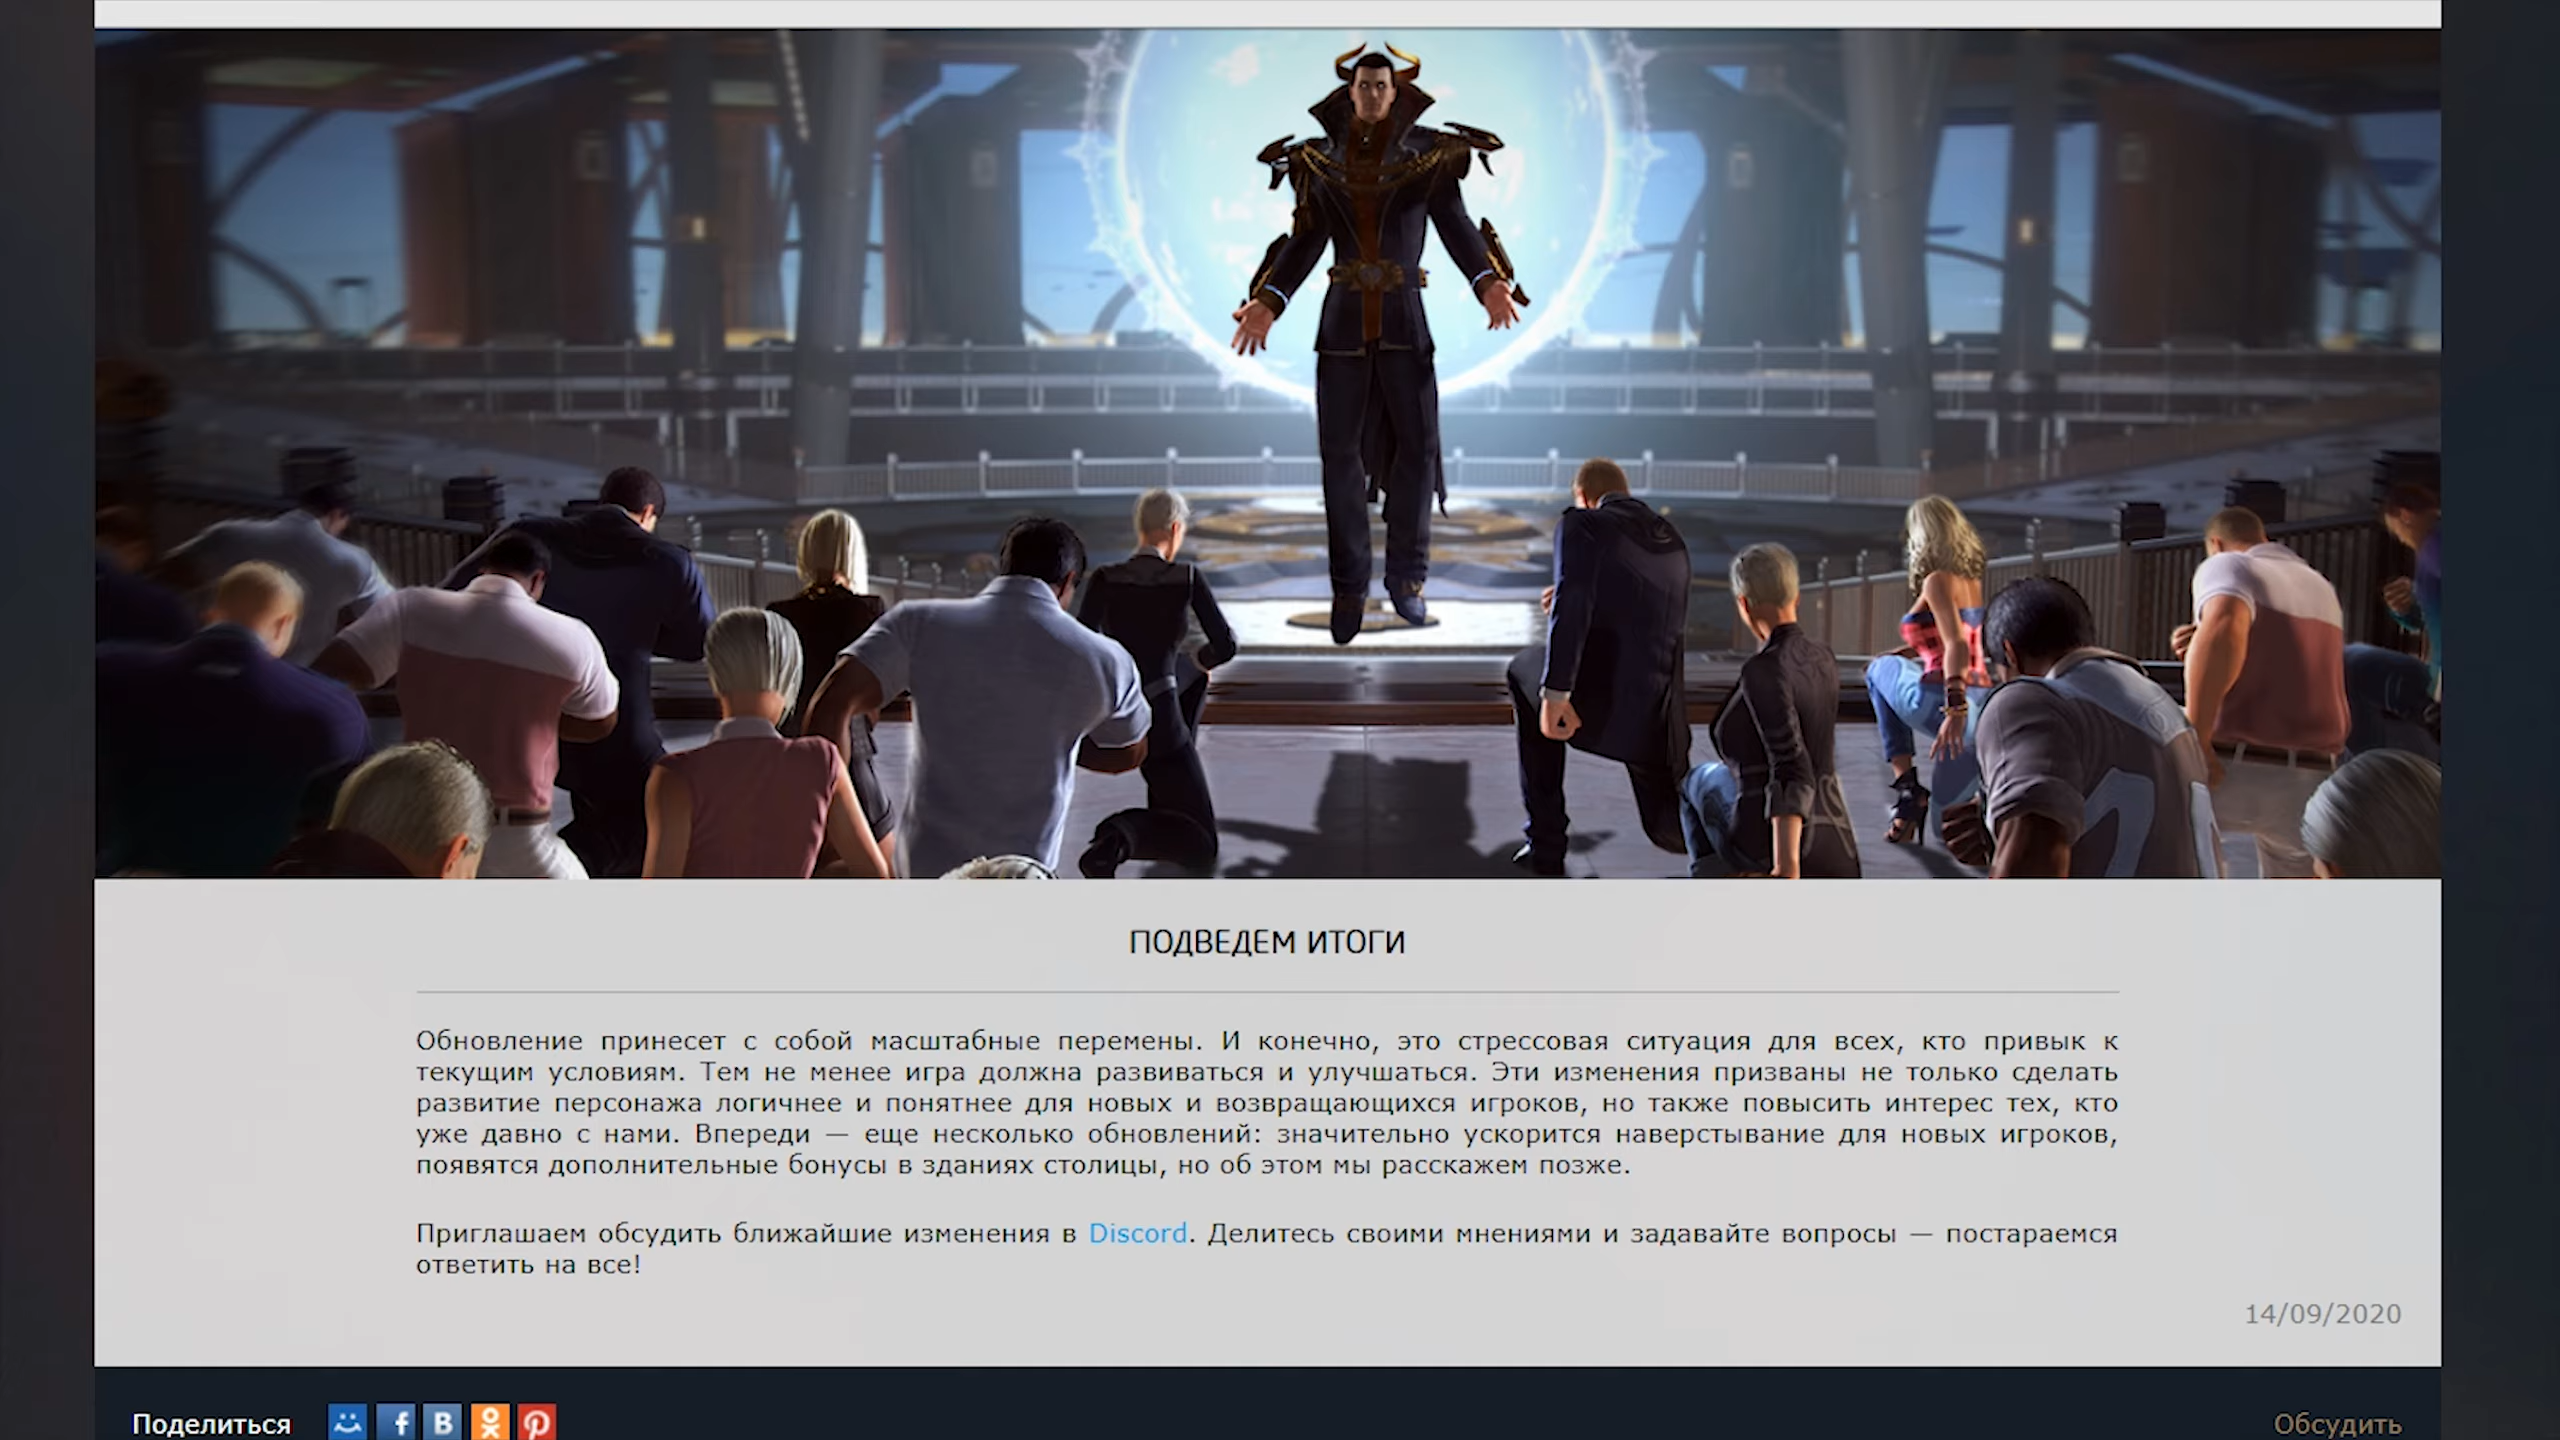 ПОДВЕДЕМ ИТОГИ
Обновление принесет с собой масштабные перемены. И конечно, это стрессовая ситуация для всех, кто привык к
текущим условиям. Тем не менее игра должна развиваться и улучшаться. Эти изменения призваны не только сделать
развитие персонажа логичнее и понятнее для новых и возвращающихся игроков, но также повысить интерес тех, кто
уже давно с нами. Впереди — еще несколько обновлений: значительно ускорится наверстывание для новых игроков,
появятся дополнительные бонусы в зданиях столицы, но об этом мы расскажем позже.
Приглашаем обсудить ближайшие изменения в Discord. Делитесь своими мнениями и задавайте вопросы — постараемся
ответить на все!
14/09/2020
Поделиться
Обсудить